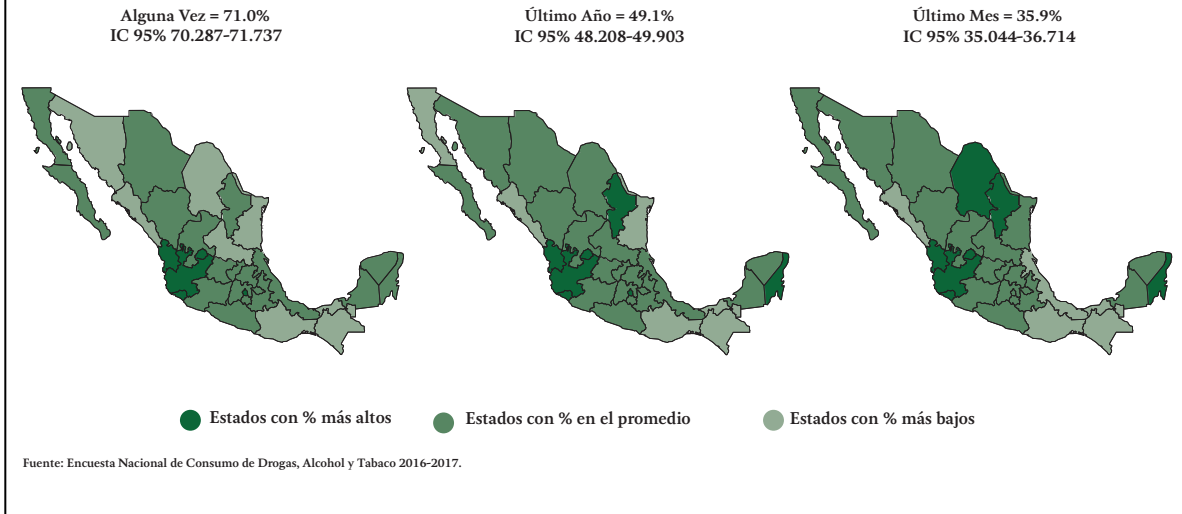 Alguna Vez = 71.0%
IC 95% 70.287-71.737
Último Año = 49.1%
IC 95% 48.208-49.903
Último Mes = 35.9%
IC 95% 35.044-36.714
Estados con % más altos
Estados con % en el promedio
Estados con % más bajos
Fuente: Encuesta Nacional de Consumo de Drogas, Alcohol y Tabaco 2016-2017.